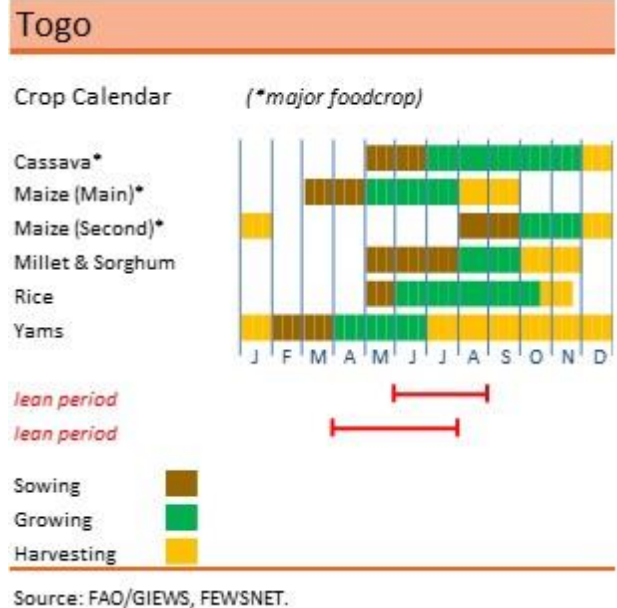 Togo
Crop Calendar (*major foodcrop)
Cassava*
Maize (Main)*
Maize (Second)*
Millet & Sorghum
Rice
Yams
J F M A M J J A S O N D
lean period
lean period
Sowing
Growing
Harvesting
Source: FAO/GIEWS, FEWSNET.